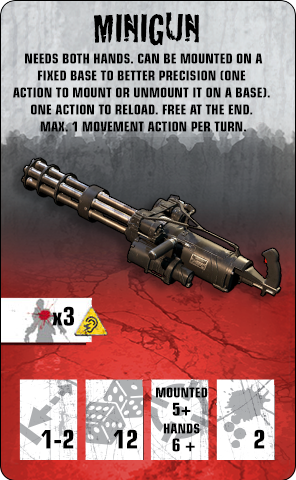 MINIGUN
NEEDS BOTH HANDS. CAN BE MOUNTED ON A
FIXED BASE TO BETTER PRECISION (ONE
ACTION TO MOUNT OR UNMOUNT IT ON A BASE).
ONE ACTION TO RELOAD. FREE AT THE END.
MAX. 1 MOVEMENT ACTION PER TURN.
x3
1-2
12
MOUNTED
5+
HANDS
6 +
2